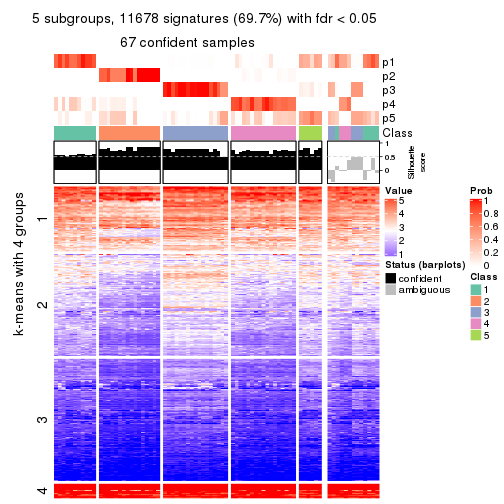 5 subgroups, 11678 signatures (69.7%) with fdr < 0.05
67 confident samples
p1
p2
p3
p4
p5
Class
1
0.5
0
Silhouette
score
k-means with 4 groups
1
2
3
4
Value
5
4
3
2
1
Status (barplots)
confident
ambiguous
Prob
1
0.8
0.6
0.4
0.2
0
Class
1
2
3
4
5